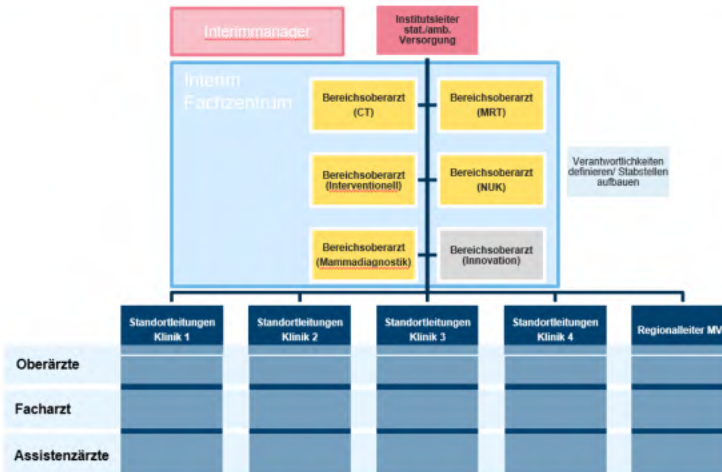 Interimmanager
Institutsleiter
stat./amb.
Versorgung
Interim
Fachzentrum
Bereichsoberarzt
(CT)
Bereichsoberarzt
(MRT)
Bereichsoberarzt
(Interventionell)
Bereichsoberarzt
(NUK)
Bereichsoberarzt
(Mammadiagnostik)
Bereichsoberarzt
(Innovation)
Verantwortlichkeiten
definieren/ Stabstellen
aufbauen
Standortleitungen
Klinik 1
Standortleitungen
Klinik 2
Standortleitungen
Klinik 3
Standortleitungen
Klinik 4
Regionalleiter MV
Oberärzte
Facharzt
Assistenzärzte